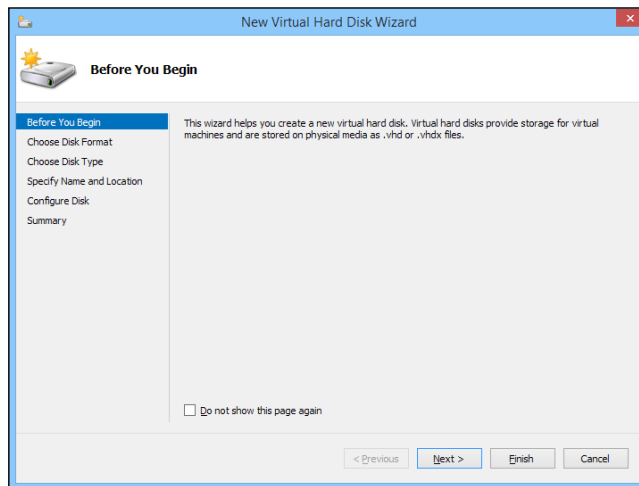 New Virtual Hard Disk Wizard
Before You Begin
Before You Begin
Choose Disk Format
Choose Disk Type
Specify Name and Location
Configure Disk
Summary
This wizard helps you create a new virtual hard disk. Virtual hard disks provide storage for virtual
machines and are stored on physical media as .vhd or .vhdx files.
Do not show this page again
< Previous
Next >
Finish
Cancel